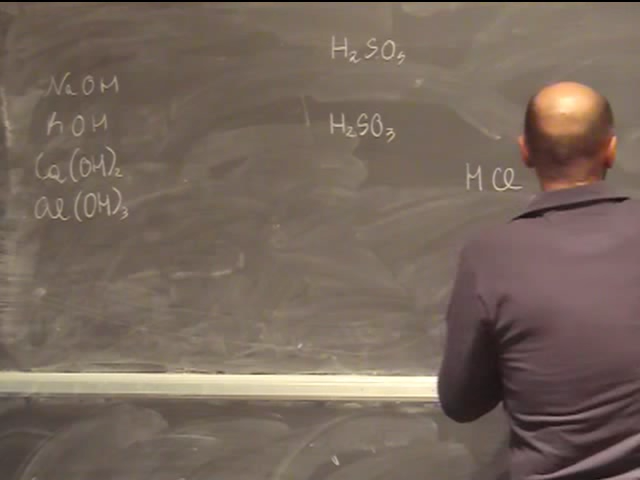 NaOH
KOH
Ca(OH)₂
Al(OH)₃
H₂SO₃
H₂SO₃
HCl